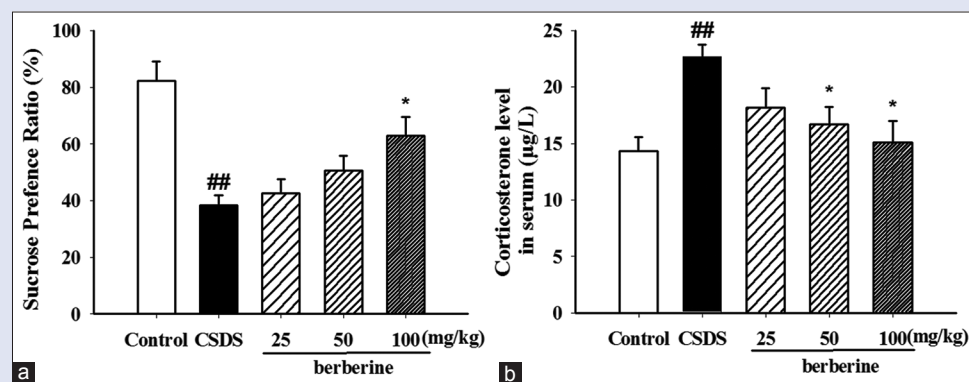 Sucrose Prefence Ratio (%)
100
80
60
40
20
0
##
*
Control CSDS 25 50 100(mg/kg)
berberine
a
Corticosterone level
in serum (µg/L)
25
20
15
10
5
0
##
*
*
Control CSDS 25 50 100(mg/kg)
berberine
b